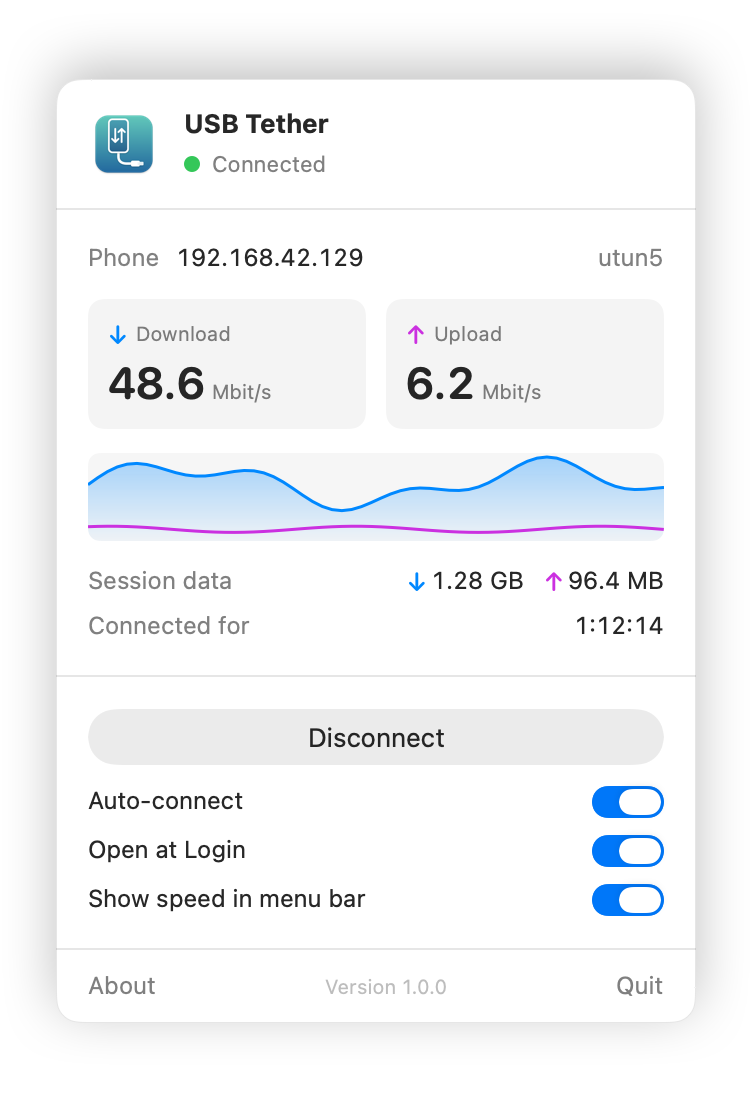 USB Tether
Connected
Phone 192.168.42.129 utun5
Download
48.6 Mbit/s
Upload
6.2 Mbit/s
Session data 1.28 GB 96.4 MB
Connected for 1:12:14
Disconnect
Auto-connect
Open at Login
Show speed in menu bar
About Version 1.0.0 Quit